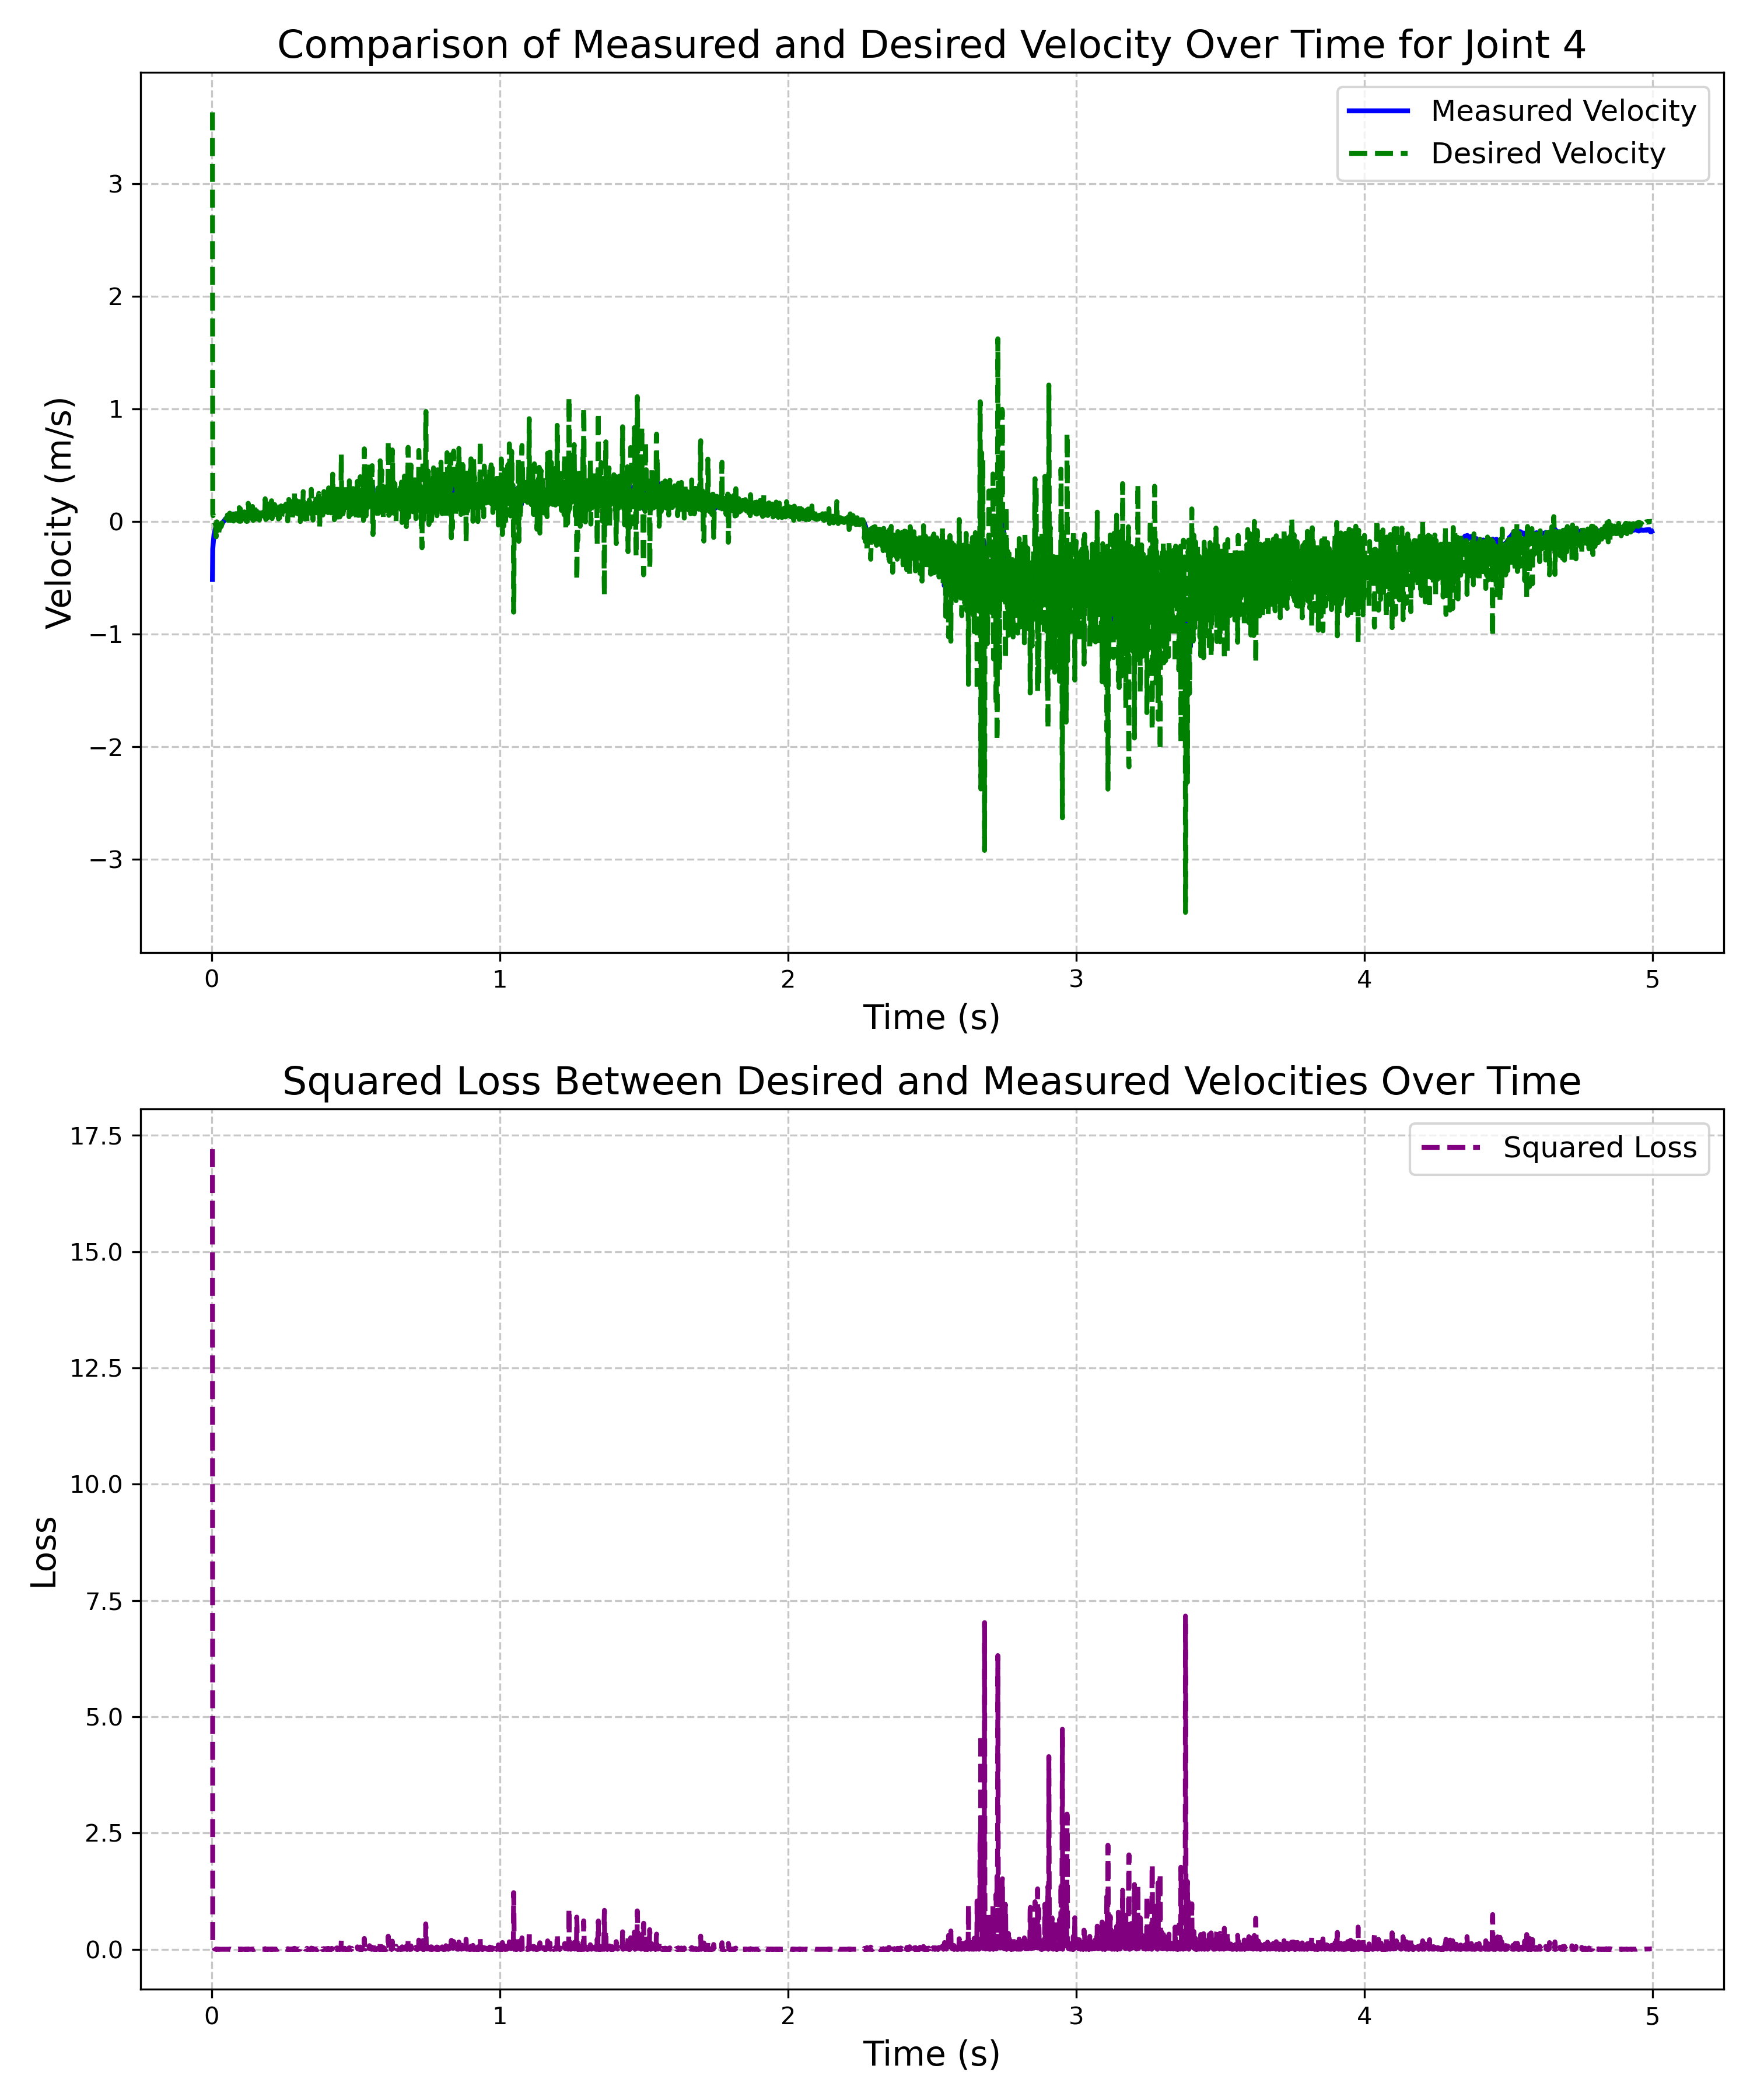 Comparison of Measured and Desired Velocity Over Time for Joint 4
Measured Velocity
Desired Velocity
Velocity (m/s)
3
2
1
0
−1
−2
−3
0 1 2 3 4 5
Time (s)
Squared Loss Between Desired and Measured Velocities Over Time
Squared Loss
Loss
17.5
15.0
12.5
10.0
7.5
5.0
2.5
0.0
0 1 2 3 4 5
Time (s)